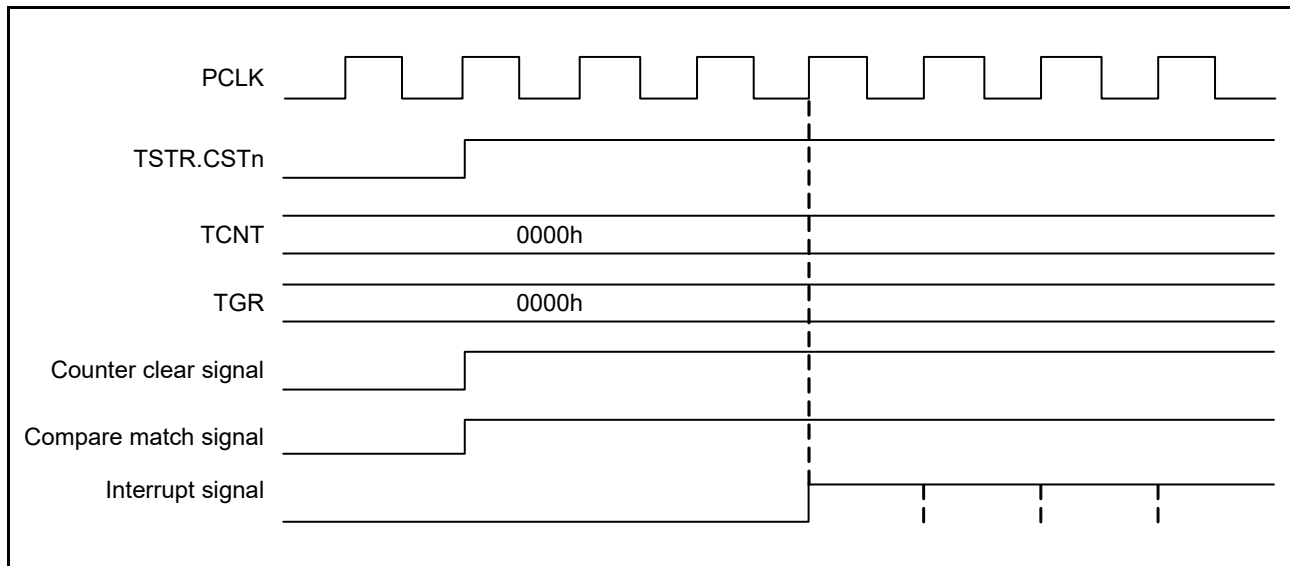 PCLK
TSTR.CSTn
TCNT
0000h
TGR
0000h
Counter clear signal
Compare match signal
Interrupt signal